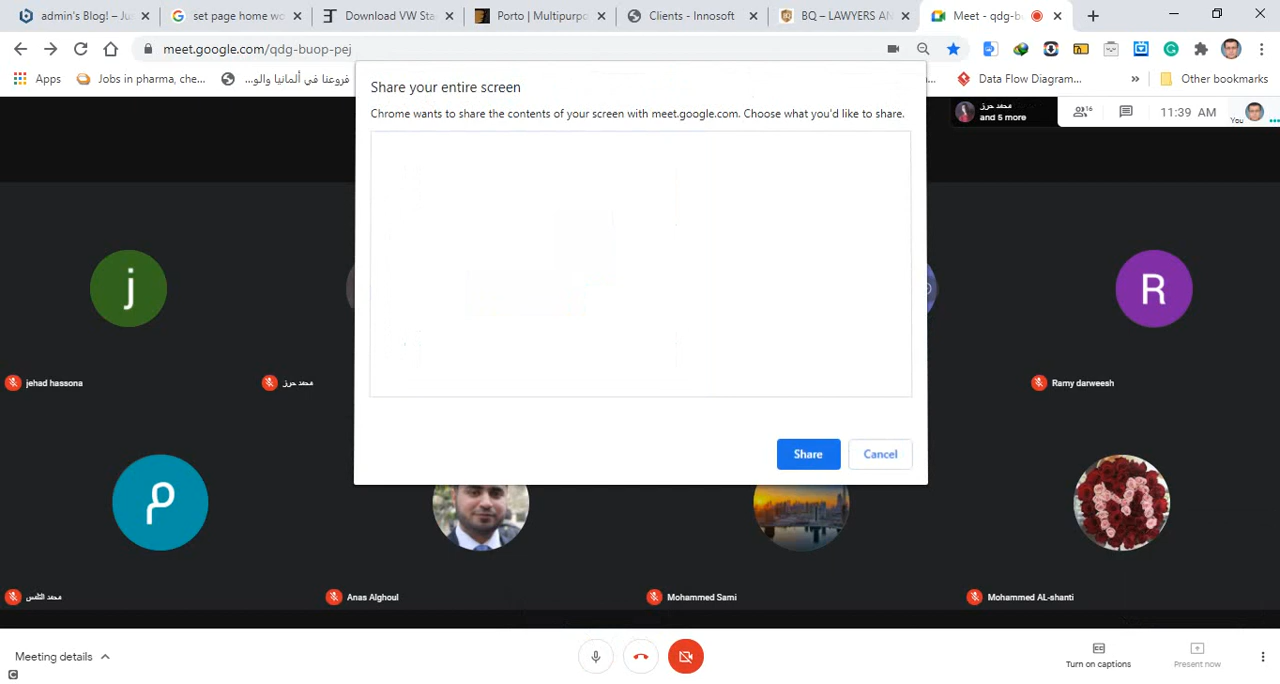 admin's Blog! – Ju
set page home wo
Download VW Sta
Porto | Multipurpo
Clients - Innosoft
BQ – LAWYERS AN
Meet - qdg-b
meet.google.com/qdg-buop-pej
Apps
Jobs in pharma, che...
فروعنا في ألمانيا والو...
Data Flow Diagram...
»
Other bookmarks
Share your entire screen
Chrome wants to share the contents of your screen with meet.google.com. Choose what you'd like to share.
Share
Cancel
محمد حرز
and 5 more
16
11:39 AM
You
j
R
jehad hassona
محمد حرز
Ramy darweesh
م
M
Anas Alghoul
Mohammed Sami
Mohammed AL-shanti
Meeting details
Turn on captions
Present now